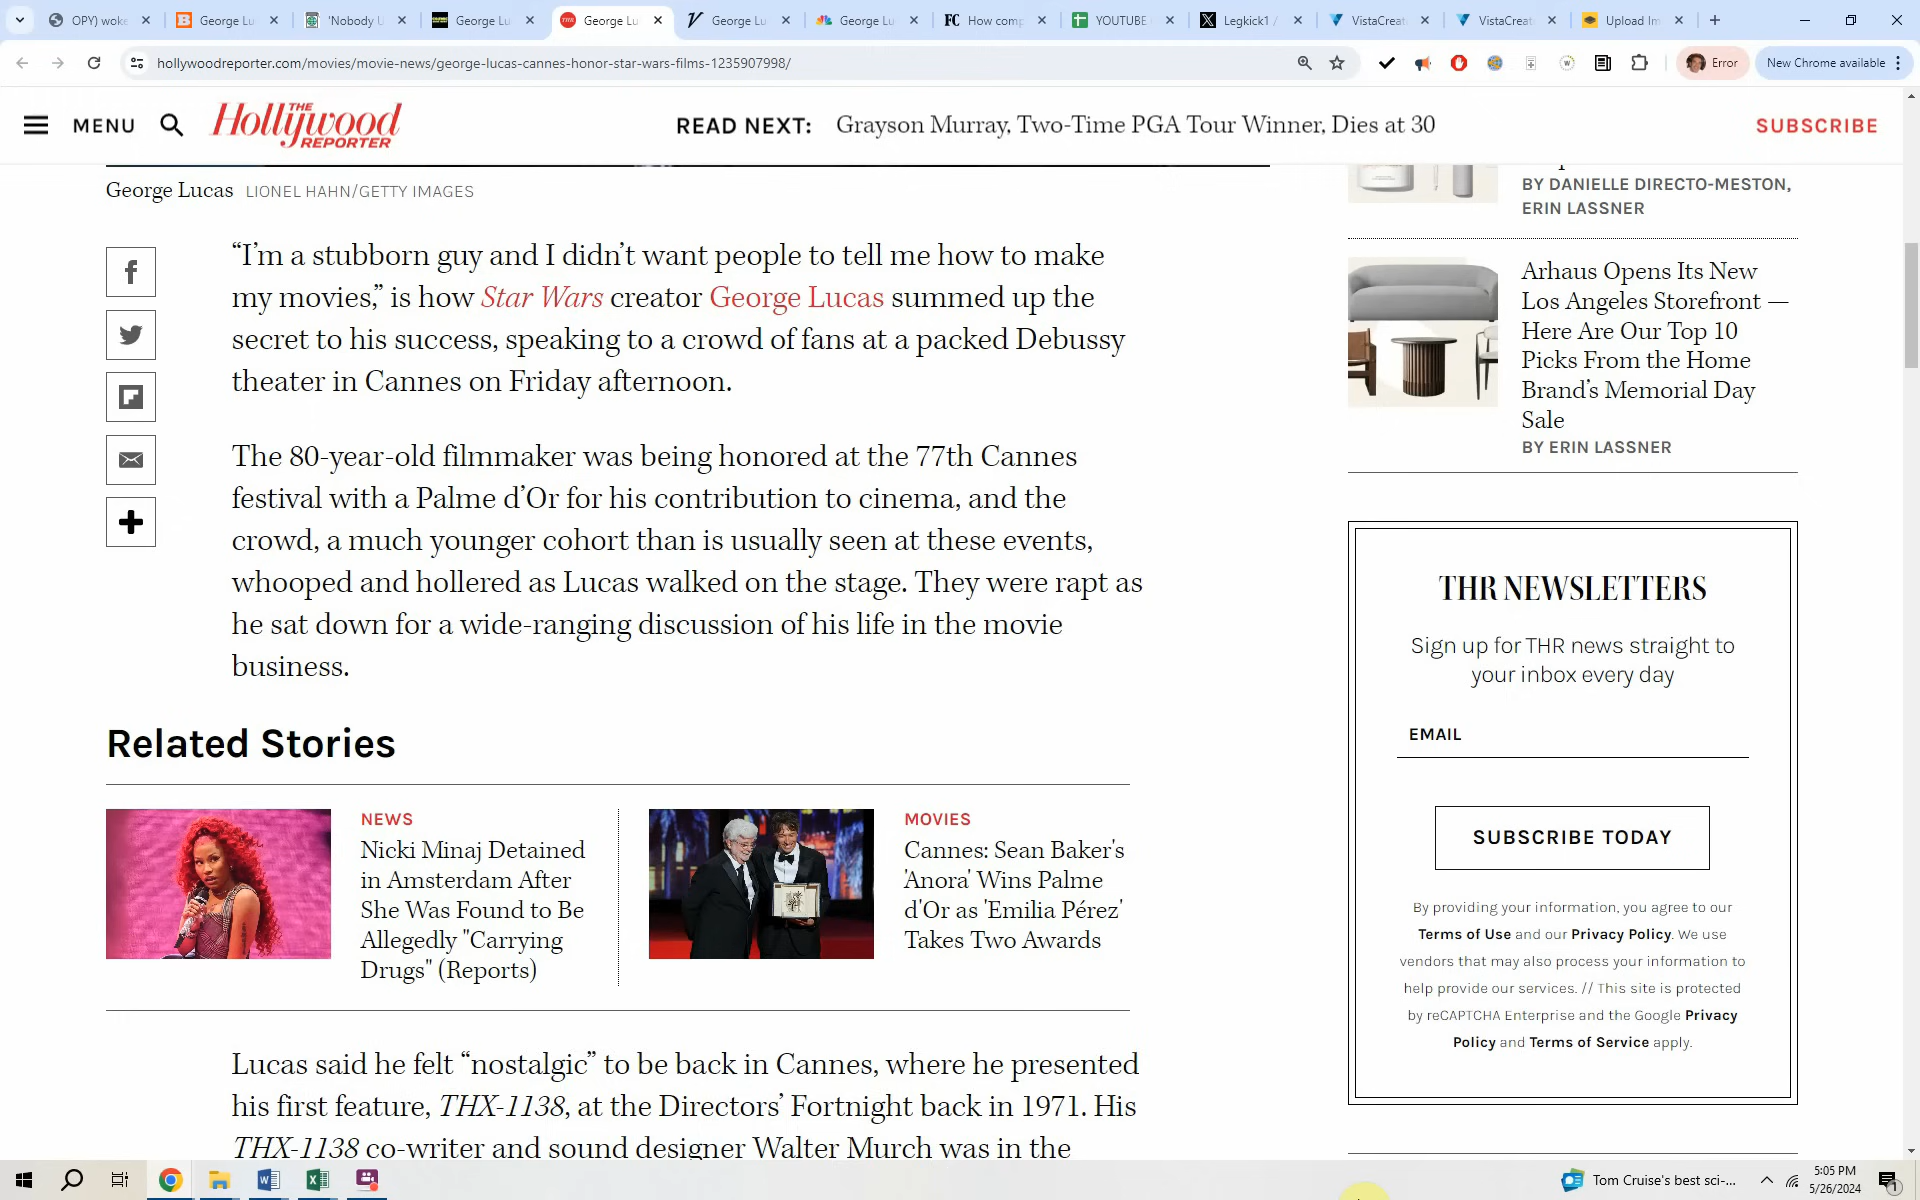 OPY) woke
George Lu
'Nobody U
George Lu
George Lu
George Lu
George Lu
How comp
YOUTUBE
Legkick1 /
VistaCreat
VistaCreat
Upload Im
hollywoodreporter.com/movies/movie-news/george-lucas-cannes-honor-star-wars-films-1235907998/
Error
New Chrome available
MENU
THE
Hollywood
REPORTER
READ NEXT: Grayson Murray, Two-Time PGA Tour Winner, Dies at 30
SUBSCRIBE
George Lucas LIONEL HAHN/GETTY IMAGES
“I’m a stubborn guy and I didn’t want people to tell me how to make
my movies,” is how Star Wars creator George Lucas summed up the
secret to his success, speaking to a crowd of fans at a packed Debussy
theater in Cannes on Friday afternoon.
The 80-year-old filmmaker was being honored at the 77th Cannes
festival with a Palme d’Or for his contribution to cinema, and the
crowd, a much younger cohort than is usually seen at these events,
whooped and hollered as Lucas walked on the stage. They were rapt as
he sat down for a wide-ranging discussion of his life in the movie
business.
Related Stories
NEWS
Nicki Minaj Detained
in Amsterdam After
She Was Found to Be
Allegedly "Carrying
Drugs" (Reports)
MOVIES
Cannes: Sean Baker's
'Anora' Wins Palme
d'Or as 'Emilia Pérez'
Takes Two Awards
Lucas said he felt “nostalgic” to be back in Cannes, where he presented
his first feature, THX-1138, at the Directors’ Fortnight back in 1971. His
THX-1138 co-writer and sound designer Walter Murch was in the
BY DANIELLE DIRECTO-MESTON,
ERIN LASSNER
Arhaus Opens Its New
Los Angeles Storefront —
Here Are Our Top 10
Picks From the Home
Brand’s Memorial Day
Sale
BY ERIN LASSNER
THR NEWSLETTERS
Sign up for THR news straight to
your inbox every day
EMAIL
SUBSCRIBE TODAY
By providing your information, you agree to our
Terms of Use and our Privacy Policy. We use
vendors that may also process your information to
help provide our services. // This site is protected
by reCAPTCHA Enterprise and the Google Privacy
Policy and Terms of Service apply.
Tom Cruise's best sci-...
5:05 PM
5/26/2024